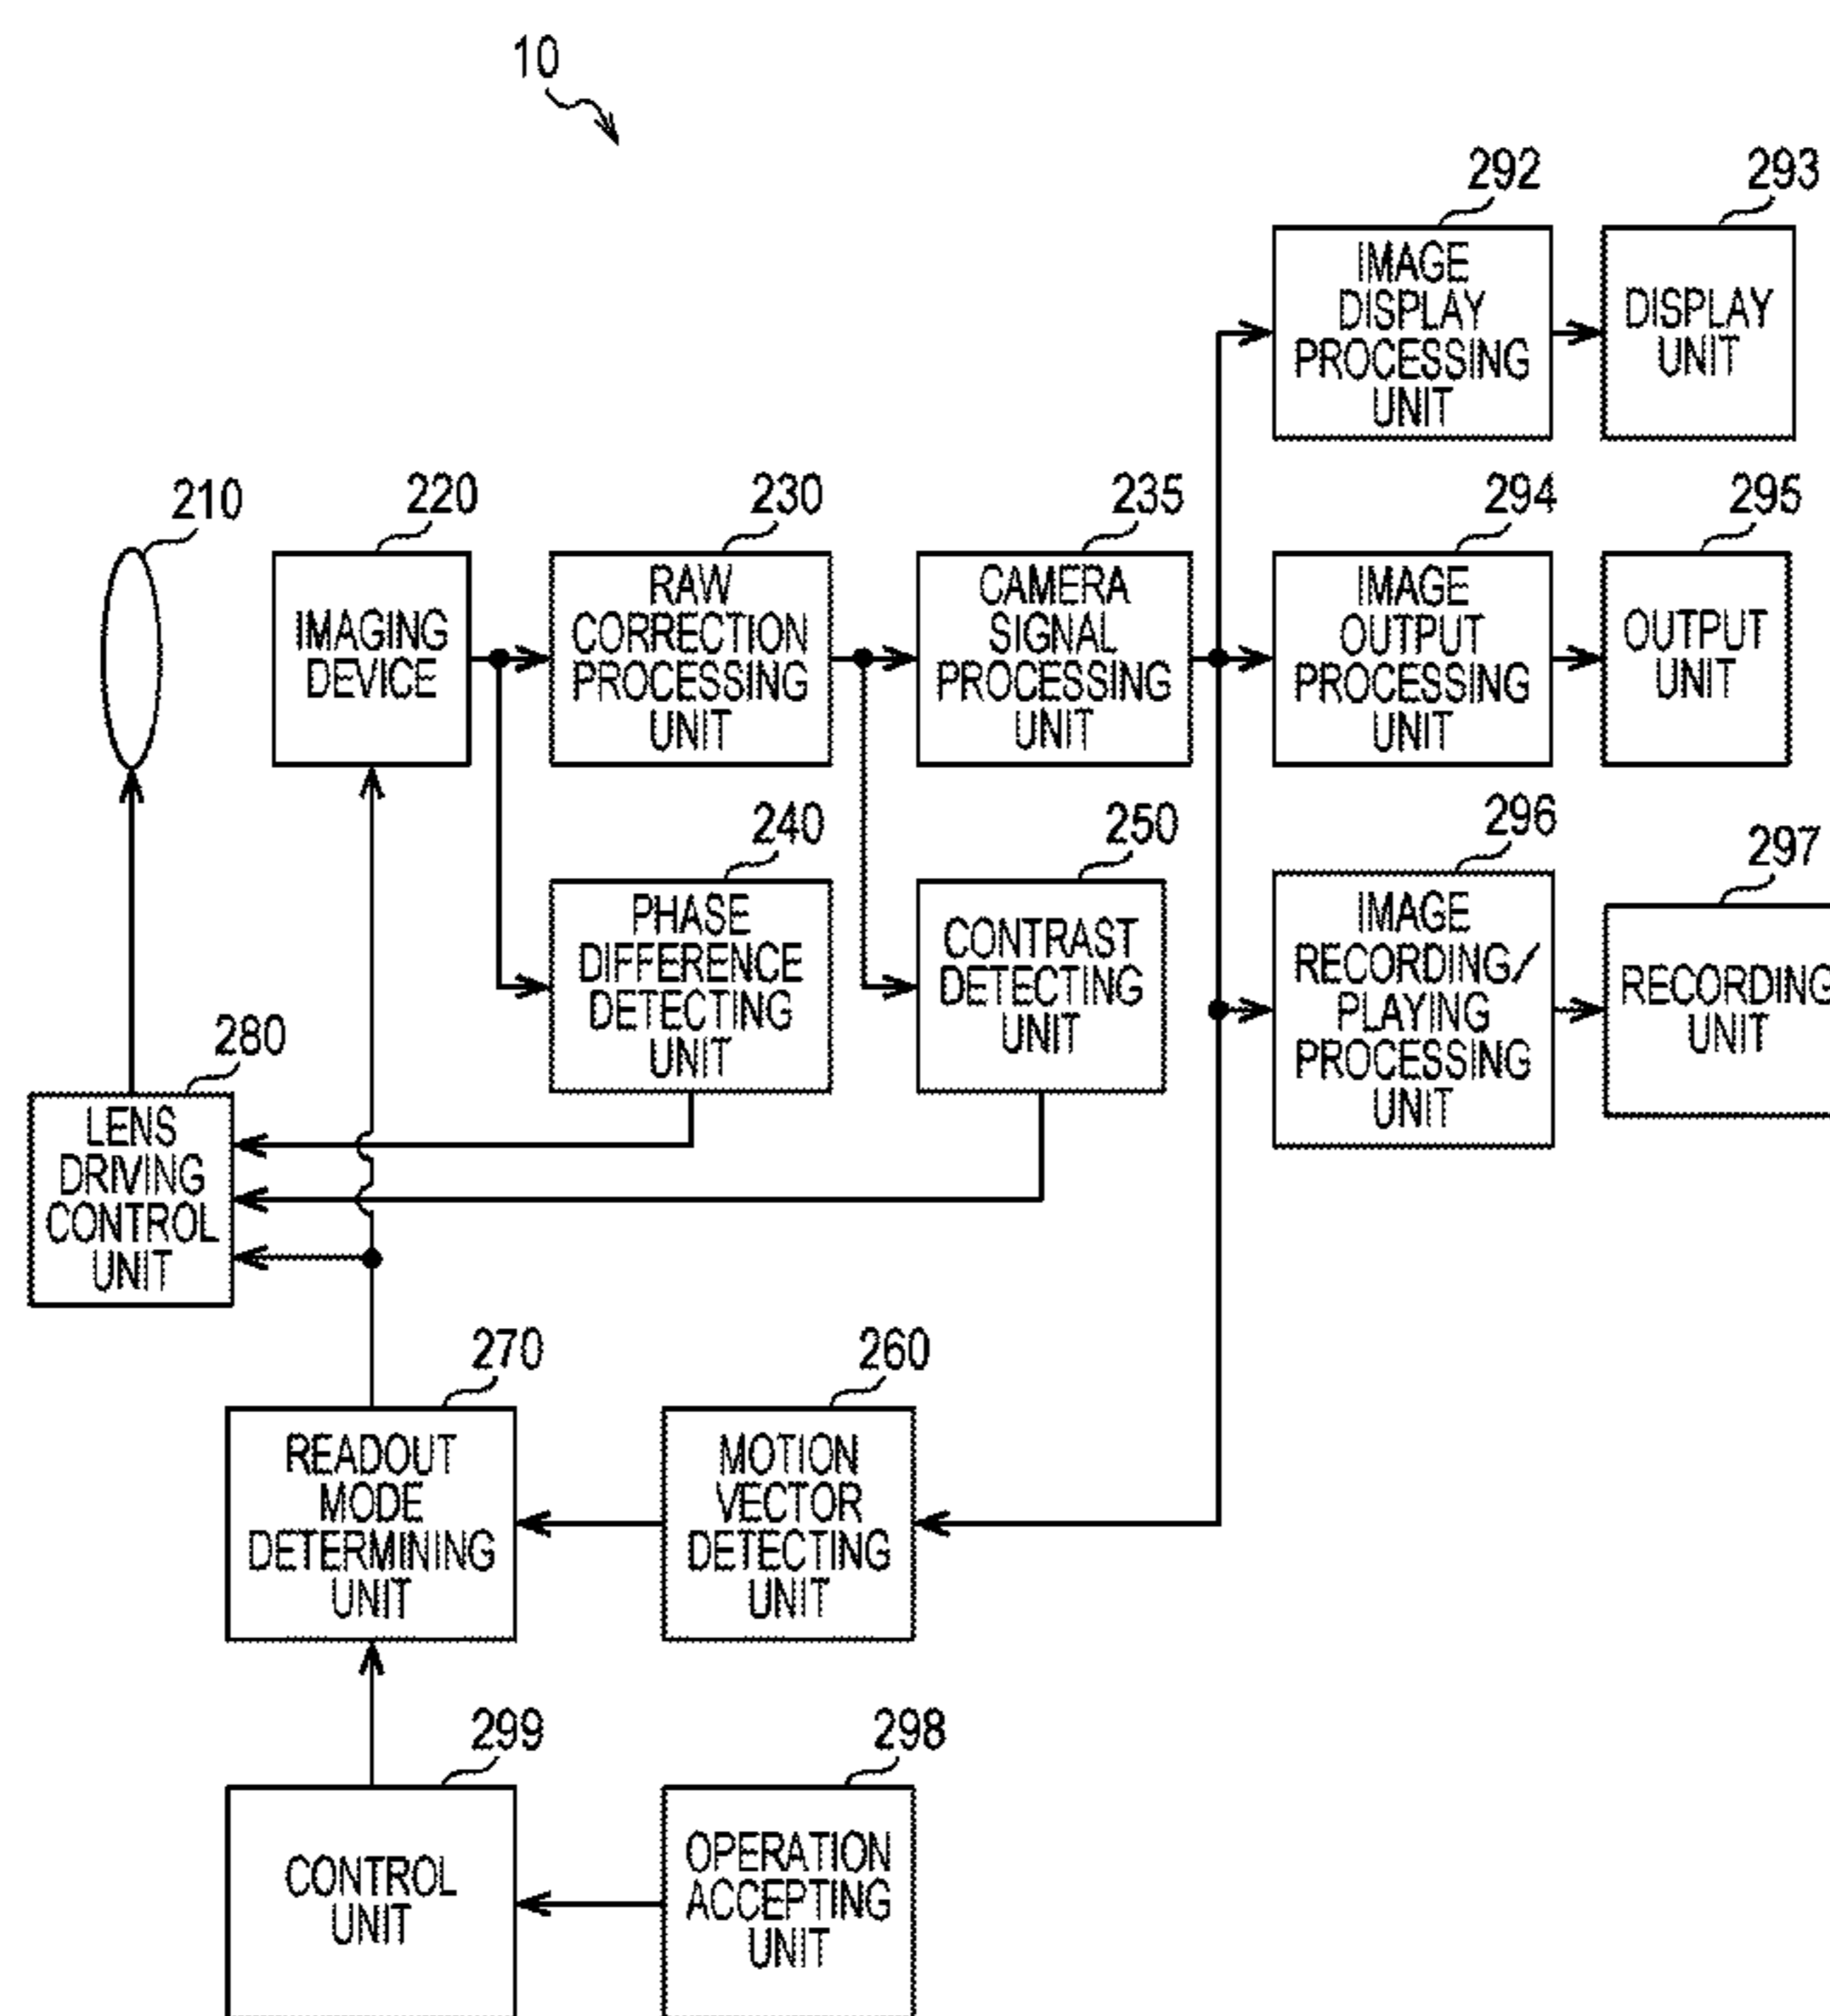 10
292
IMAGE
DISPLAY
PROCESSING
UNIT
293
DISPLAY
UNIT
210
220
IMAGING
DEVICE
230
RAW
CORRECTION
PROCESSING
UNIT
235
CAMERA
SIGNAL
PROCESSING
UNIT
294
IMAGE
OUTPUT
PROCESSING
UNIT
295
OUTPUT
UNIT
240
PHASE
DIFFERENCE
DETECTING
UNIT
250
CONTRAST
DETECTING
UNIT
296
IMAGE
RECORDING/
PLAYING
PROCESSING
UNIT
297
RECORDING
UNIT
280
LENS
DRIVING
CONTROL
UNIT
270
READOUT
MODE
DETERMINING
UNIT
260
MOTION
VECTOR
DETECTING
UNIT
299
CONTROL
UNIT
298
OPERATION
ACCEPTING
UNIT